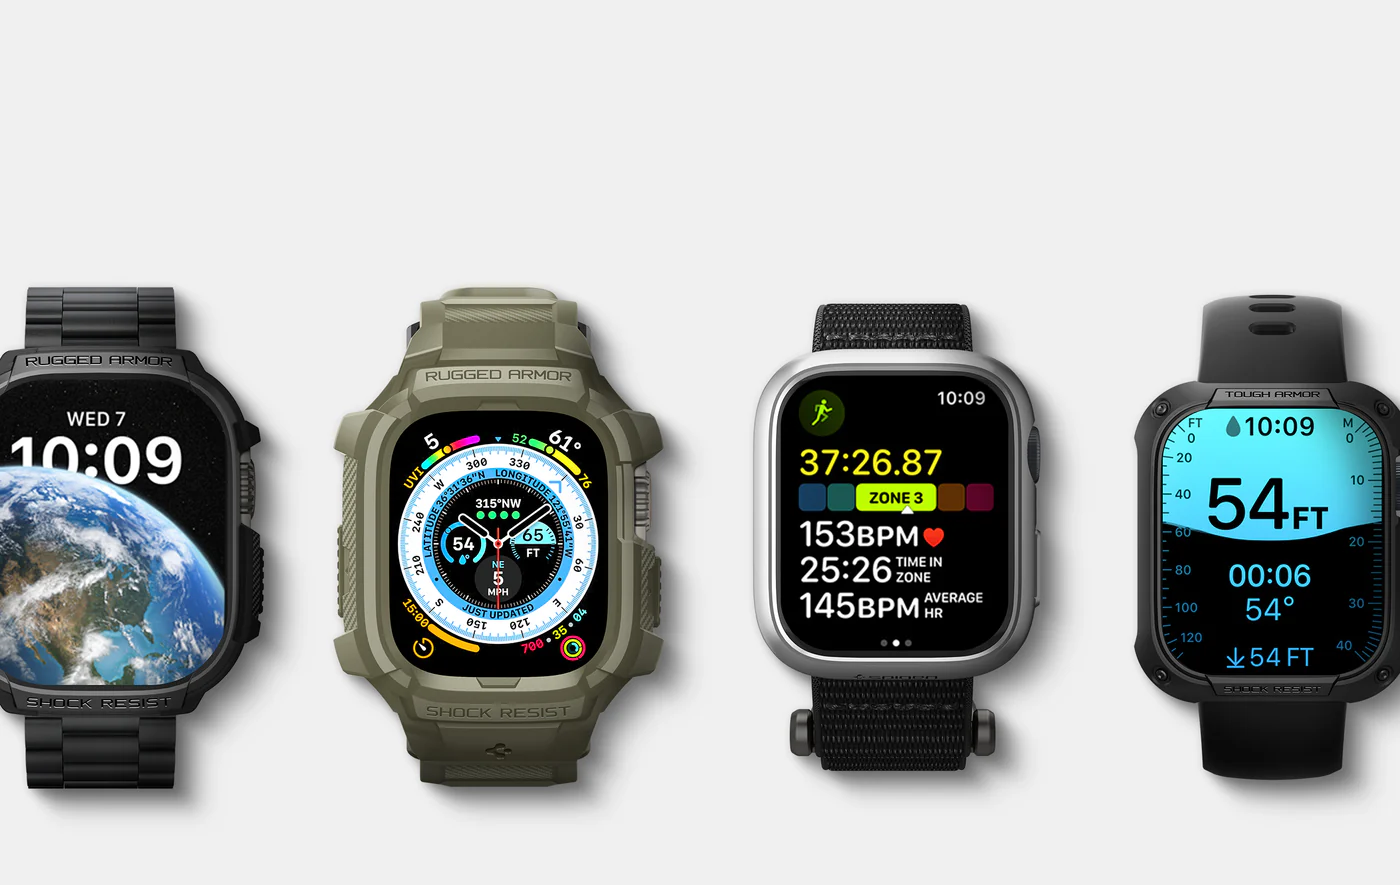 RUGGED ARMOR
WED 7
10:09
SHOCK RESIST
RUGGED ARMOR
5
52
61°
UVI
76
300
330
W
30
240
60
210
E
S
150
120
LATITUDE 36°31'36"N
LONGITUDE 121°55'41"W
JUST UPDATED
315°NW
54
65
FT
NE
5
MPH
15:00
700 • 35 • 04
SHOCK RESIST
10:09
37:26.87
ZONE 3
153BPM
25:26 TIME IN
ZONE
145BPM AVERAGE
HR
SPIGEN
TOUGH ARMOR
FT
0
10:09
M
0
20
40
60
80
100
120
10
20
30
40
54FT
00:06
54°
54 FT
SHOCK RESIST